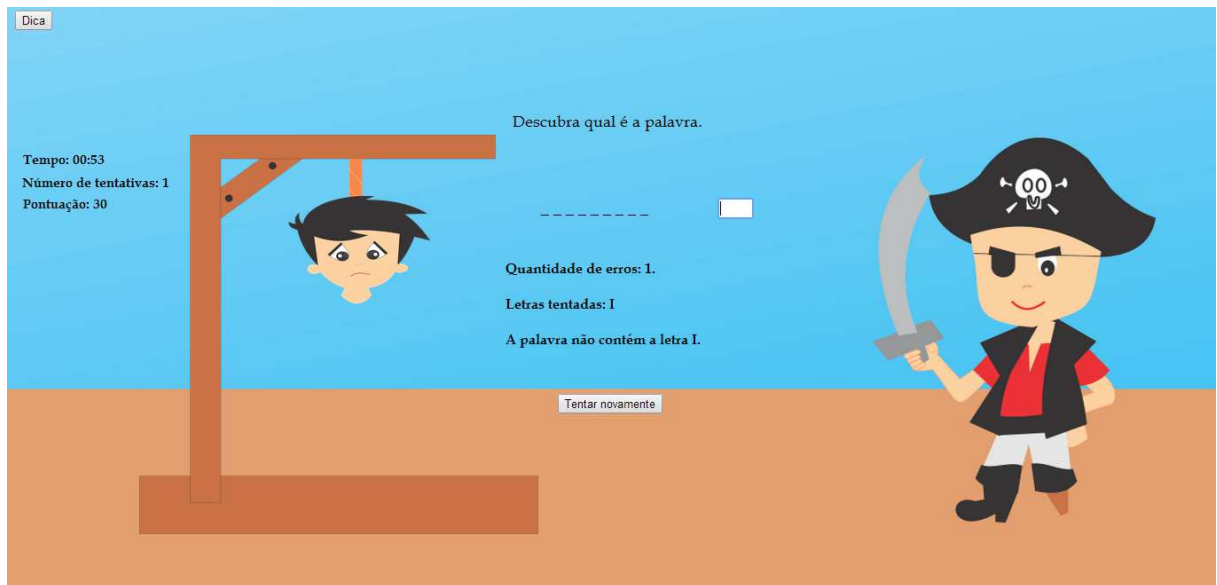 Dica
Descubra qual é a palavra.
Tempo: 00:53
Número de tentativas: 1
Pontuação: 30
_ _ _ _ _ _ _ _ _
Quantidade de erros: 1.
Letras tentadas: I
A palavra não contém a letra I.
Tentar novamente